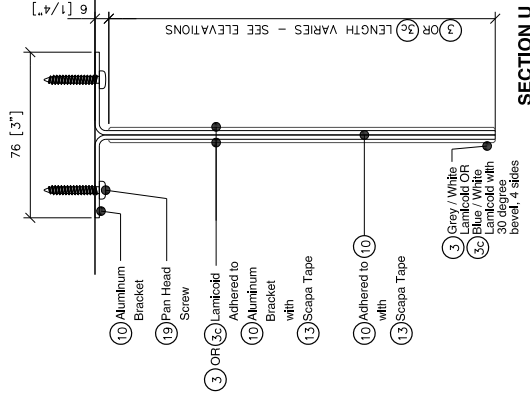 6 [1/4"]
76 [3"]
3 OR 3c LENGTH VARIES - SEE ELEVATIONS
10 Aluminum
Bracket
19 Pan Head
Screw
3 OR 3c Lamicoid
Adhered to
10 Aluminum
Bracket
with
13 Scapa Tape
10 Adhered to 10
with
13 Scapa Tape
3 Grey / White
Lamicoid OR
3c Blue / White
Lamicoid with
30 degree
bevel, 4 sides
SECTION U